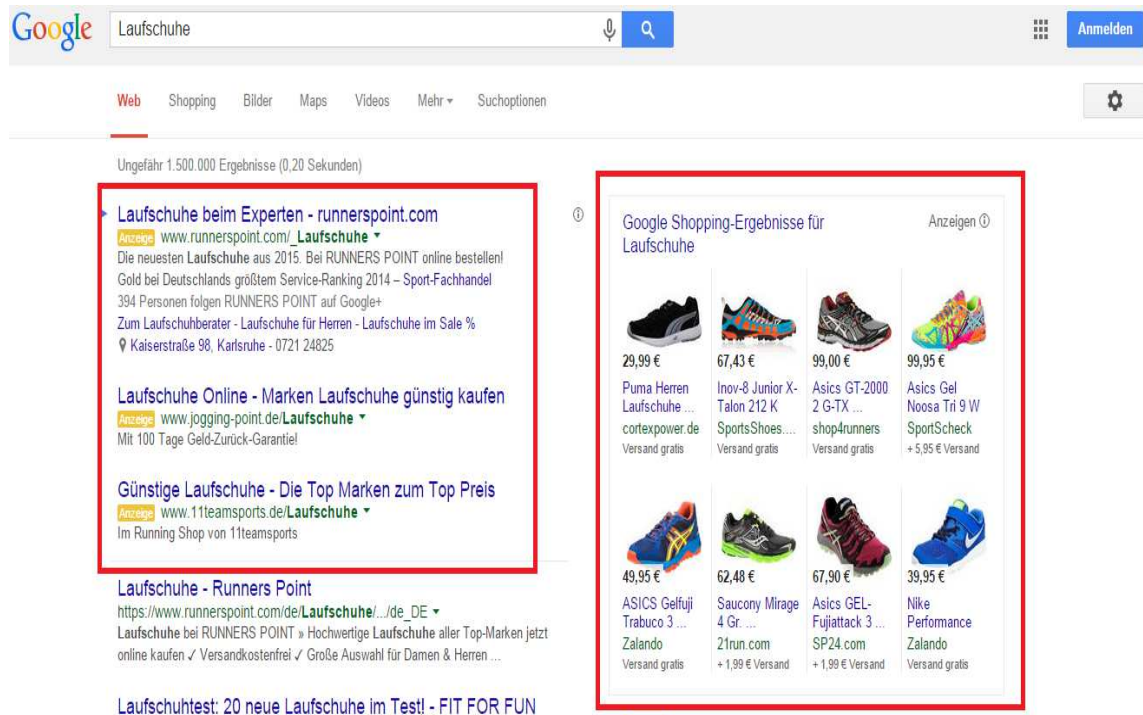 Google
Laufschuhe
Anmelden
Web Shopping Bilder Maps Videos Mehr Suchoptionen
Ungefähr 1.500.000 Ergebnisse (0,20 Sekunden)
Laufschuhe beim Experten - runnerspoint.com
Anzeige www.runnerspoint.com/_Laufschuhe
Die neuesten Laufschuhe aus 2015. Bei RUNNERS POINT online bestellen!
Gold bei Deutschlands größtem Service-Ranking 2014 – Sport-Fachhandel
394 Personen folgen RUNNERS POINT auf Google+
Zum Laufschuhberater - Laufschuhe für Herren - Laufschuhe im Sale %
Kaiserstraße 98, Karlsruhe - 0721 24825
Laufschuhe Online - Marken Laufschuhe günstig kaufen
Anzeige www.jogging-point.de/Laufschuhe
Mit 100 Tage Geld-Zurück-Garantie!
Günstige Laufschuhe - Die Top Marken zum Top Preis
Anzeige www.11teamsports.de/Laufschuhe
Im Running Shop von 11teamsports
Laufschuhe - Runners Point
https://www.runnerspoint.com/de/Laufschuhe/.../de_DE
Laufschuhe bei RUNNERS POINT » Hochwertige Laufschuhe aller Top-Marken jetzt
online kaufen ✓ Versandkostenfrei ✓ Große Auswahl für Damen & Herren ...
Laufschuhtest: 20 neue Laufschuhe im Test! - FIT FOR FUN
Google Shopping-Ergebnisse für Anzeigen
Laufschuhe
29,99 € 67,43 € 99,00 € 99,95 €
Puma Herren Inov-8 Junior X- Asics GT-2000 Asics Gel
Laufschuhe ... Talon 212 K 2 G-TX ... Noosa Tri 9 W
cortexpower.de SportsShoes.... shop4runners SportScheck
Versand gratis Versand gratis Versand gratis + 5,95 € Versand
49,95 € 62,48 € 67,90 € 39,95 €
ASICS Gelfuji Saucony Mirage Asics GEL- Nike
Trabuco 3 ... 4 Gr. ... Fujiattack 3 ... Performance
Zalando 21run.com SP24.com Zalando
Versand gratis + 1,99 € Versand + 1,99 € Versand Versand gratis